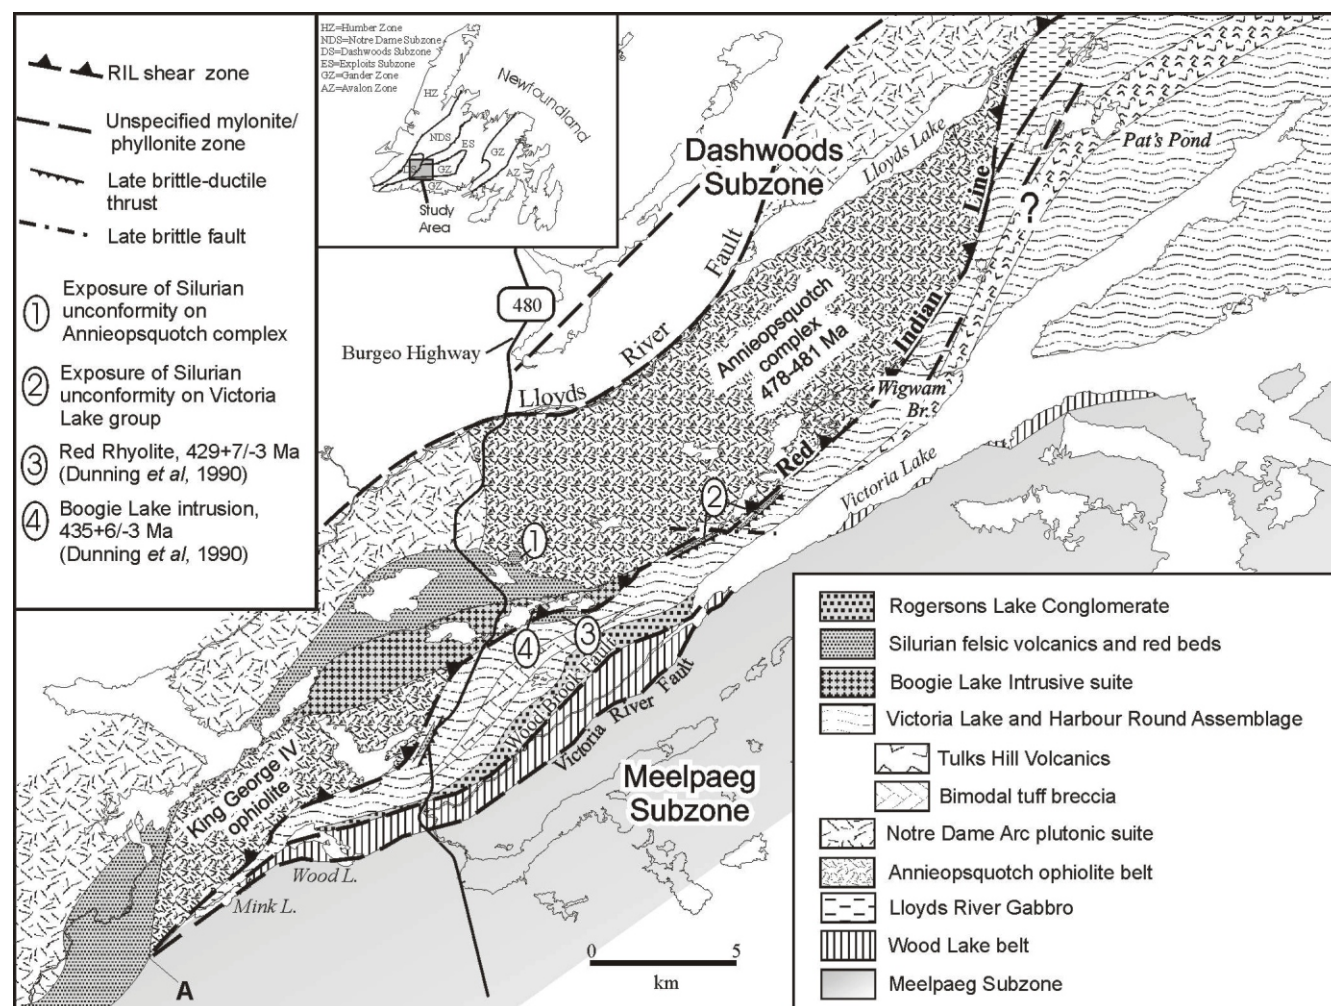 RIL shear zone
Unspecified mylonite/
phyllonite zone
Late brittle-ductile
thrust
Late brittle fault
1
Exposure of Silurian
unconformity on
Annieopsquotch complex
2
Exposure of Silurian
unconformity on Victoria
Lake group
3
Red Rhyolite, 429+7/-3 Ma
(Dunning et al, 1990)
4
Boogie Lake intrusion,
435+6/-3 Ma
(Dunning et al, 1990)
HZ=Humber Zone
NDS=Notre Dame Subzone
DS=Dashwoods Subzone
ES=Exploits Subzone
GZ=Gander Zone
AZ=Avalon Zone
Newfoundland
HZ
NDS
ES
GZ
DS
GZ
AZ
GZ
Study
Area
Dashwoods
Subzone
Lloyds Lake
Pat's Pond
?
480
Burgeo Highway
Lloyds River Fault
Annieopsquotch
complex
478-481 Ma
Red Indian Line
Wigwam
Br.
Victoria Lake
2
1
4
3
Wood Brook Fault
Victoria River Fault
King George IV
ophiolite
Meelpaeg
Subzone
Wood L.
Mink L.
A
0 5
km
Rogersons Lake Conglomerate
Silurian felsic volcanics and red beds
Boogie Lake Intrusive suite
Victoria Lake and Harbour Round Assemblage
Tulks Hill Volcanics
Bimodal tuff breccia
Notre Dame Arc plutonic suite
Annieopsquotch ophiolite belt
Lloyds River Gabbro
Wood Lake belt
Meelpaeg Subzone